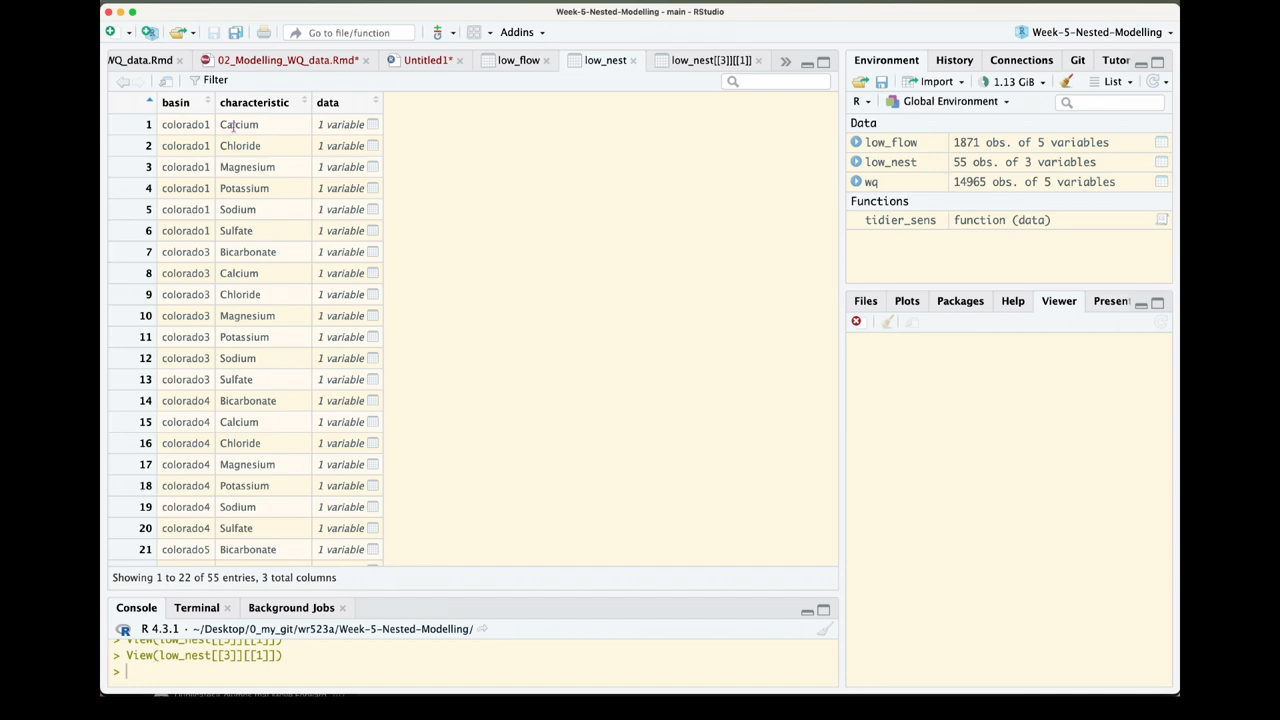 Week-5-Nested-Modelling - main - RStudio
Go to file/function
Addins
Week-5-Nested-Modelling
WQ_data.Rmd
02_Modelling_WQ_data.Rmd*
Untitled1*
low_flow
low_nest
low_nest[[3]][[1]]
Filter
basin characteristic data
1 colorado1 Calcium 1 variable
2 colorado1 Chloride 1 variable
3 colorado1 Magnesium 1 variable
4 colorado1 Potassium 1 variable
5 colorado1 Sodium 1 variable
6 colorado1 Sulfate 1 variable
7 colorado3 Bicarbonate 1 variable
8 colorado3 Calcium 1 variable
9 colorado3 Chloride 1 variable
10 colorado3 Magnesium 1 variable
11 colorado3 Potassium 1 variable
12 colorado3 Sodium 1 variable
13 colorado3 Sulfate 1 variable
14 colorado4 Bicarbonate 1 variable
15 colorado4 Calcium 1 variable
16 colorado4 Chloride 1 variable
17 colorado4 Magnesium 1 variable
18 colorado4 Potassium 1 variable
19 colorado4 Sodium 1 variable
20 colorado4 Sulfate 1 variable
21 colorado5 Bicarbonate 1 variable
Showing 1 to 22 of 55 entries, 3 total columns
Console Terminal Background Jobs
R 4.3.1 · ~/Desktop/0_my_git/wr523a/Week-5-Nested-Modelling/
> View(low_nest[[3]][[1]])
> View(low_nest[[3]][[1]])
>
Environment History Connections Git Tutor
Import 1.13 GiB List
R Global Environment
Data
low_flow 1871 obs. of 5 variables
low_nest 55 obs. of 3 variables
wq 14965 obs. of 5 variables
Functions
tidier_sens function (data)
Files Plots Packages Help Viewer Present